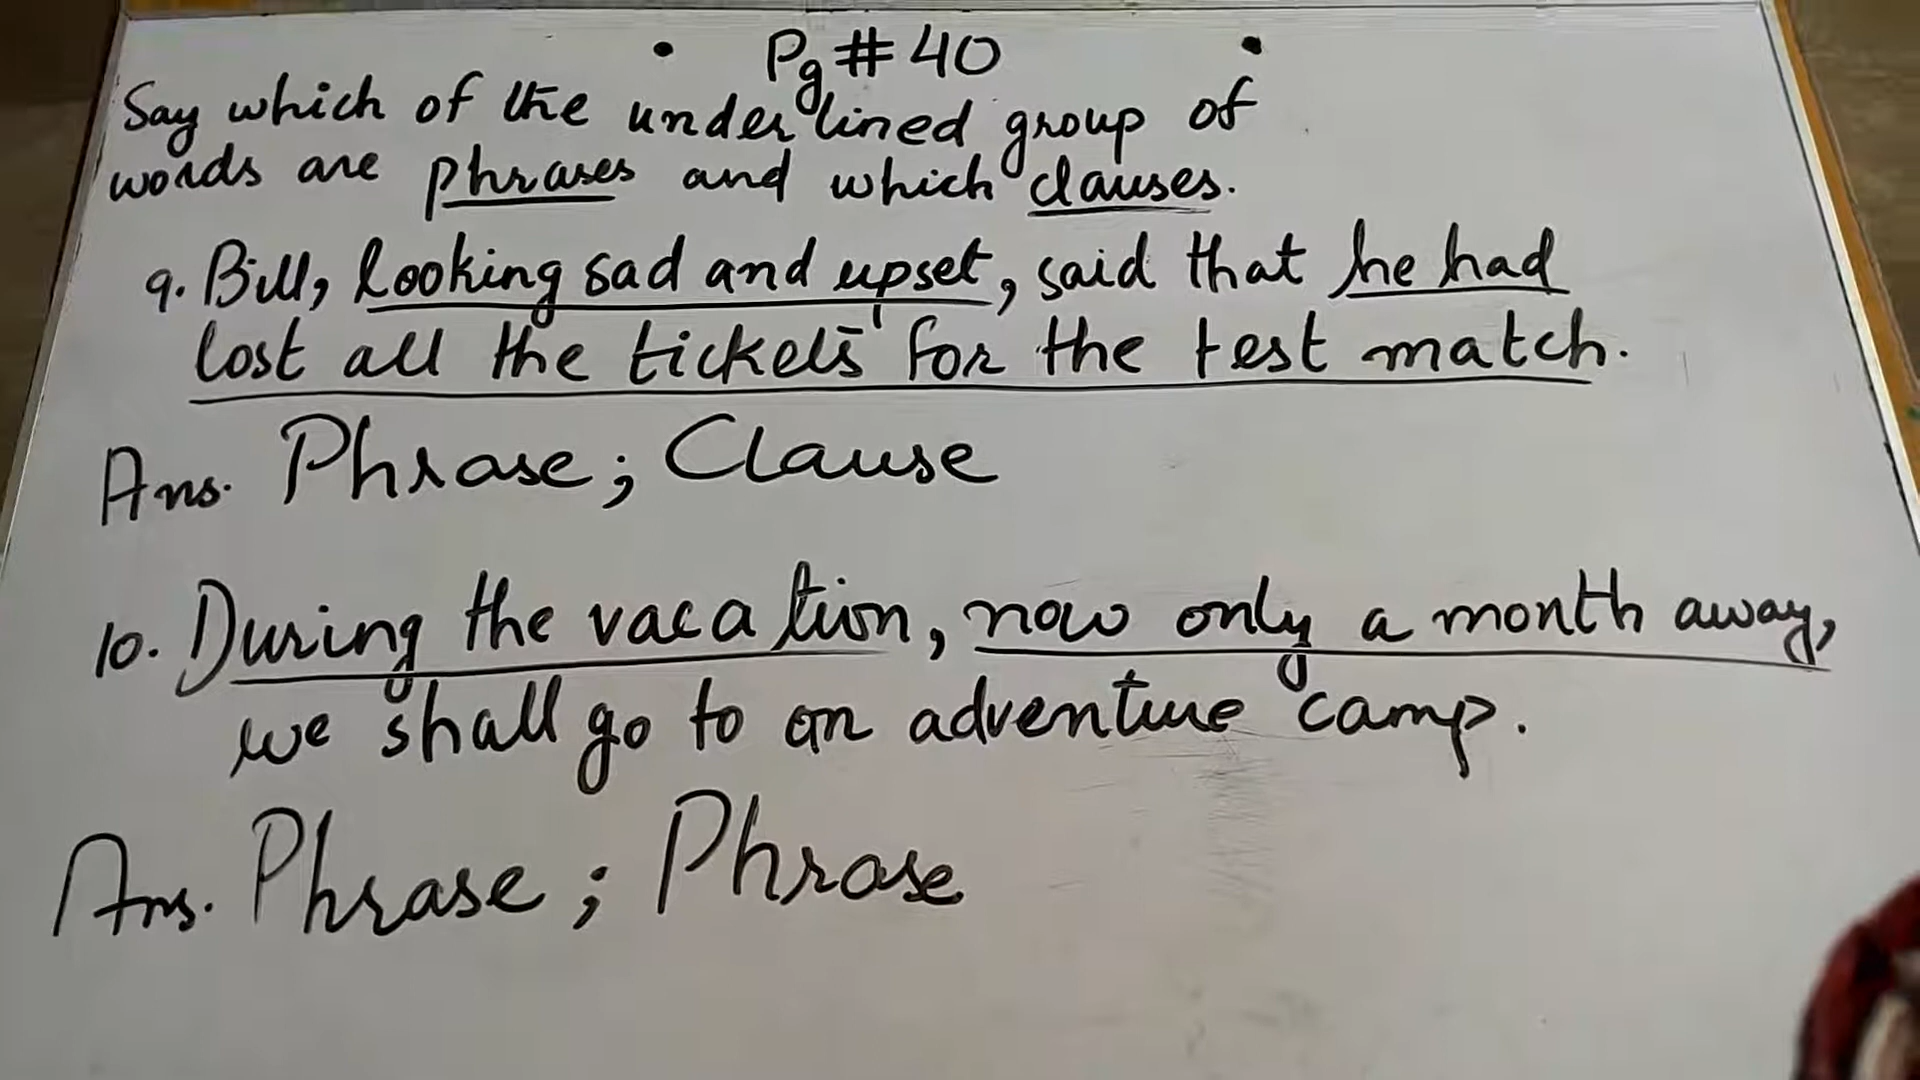 Pg # 40
Say which of the underlined group of
words are phrases and which clauses.
9. Bill, looking sad and upset, said that he had
lost all the tickets for the test match.
Ans. Phrase; Clause
10. During the vacation, now only a month away,
we shall go to an adventure camp.
Ans. Phrase; Phrase